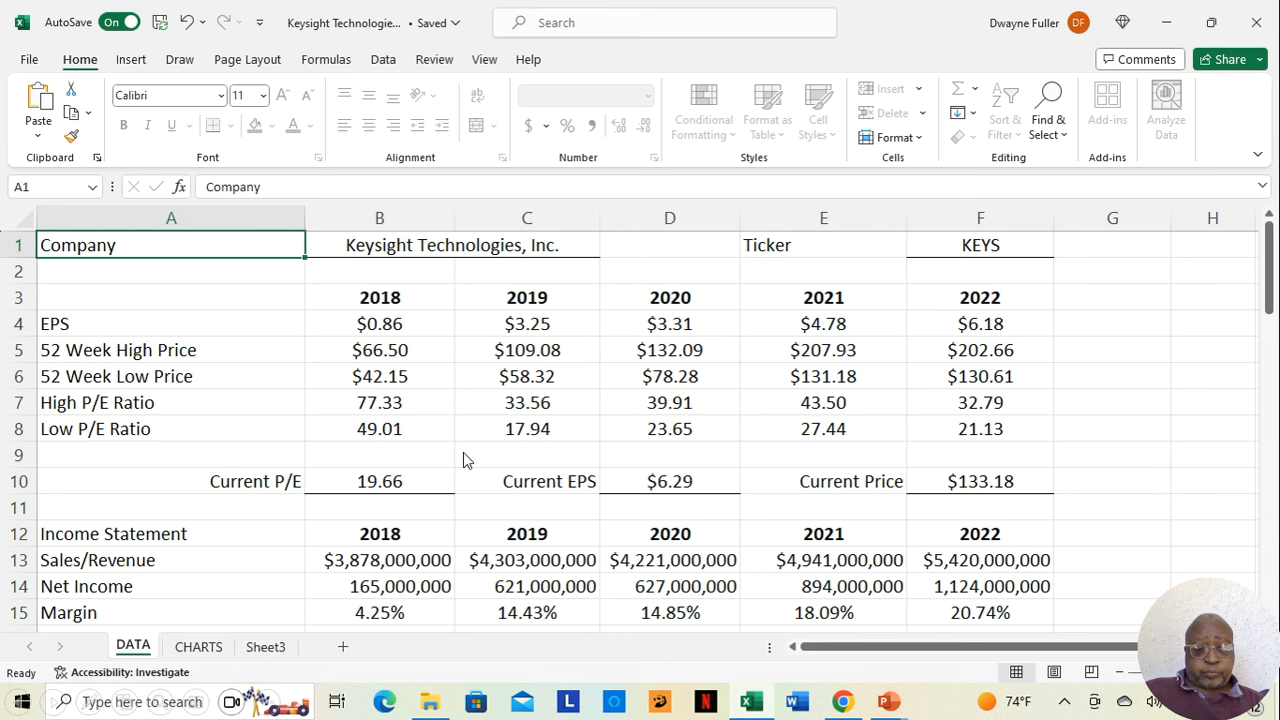 AutoSave On Keysight Technologie... • Saved Search Dwayne Fuller DF
File Home Insert Draw Page Layout Formulas Data Review View Help Comments Share
Paste
Clipboard
Calibri 11
B I U A
Font
Alignment
$ % 9
Number
Conditional Formatting
Format as Table
Cell Styles
Styles
Insert
Delete
Format
Cells
Sort & Filter
Find & Select
Editing
Add-ins
Add-ins
Analyze Data
A1 fx Company
A B C D E F G H
1 Company Keysight Technologies, Inc. Ticker KEYS
2
3 2018 2019 2020 2021 2022
4 EPS $0.86 $3.25 $3.31 $4.78 $6.18
5 52 Week High Price $66.50 $109.08 $132.09 $207.93 $202.66
6 52 Week Low Price $42.15 $58.32 $78.28 $131.18 $130.61
7 High P/E Ratio 77.33 33.56 39.91 43.50 32.79
8 Low P/E Ratio 49.01 17.94 23.65 27.44 21.13
9
10 Current P/E 19.66 Current EPS $6.29 Current Price $133.18
11
12 Income Statement 2018 2019 2020 2021 2022
13 Sales/Revenue $3,878,000,000 $4,303,000,000 $4,221,000,000 $4,941,000,000 $5,420,000,000
14 Net Income 165,000,000 621,000,000 627,000,000 894,000,000 1,124,000,000
15 Margin 4.25% 14.43% 14.85% 18.09% 20.74%
DATA CHARTS Sheet3
Ready Accessibility: Investigate
Type here to search 74°F